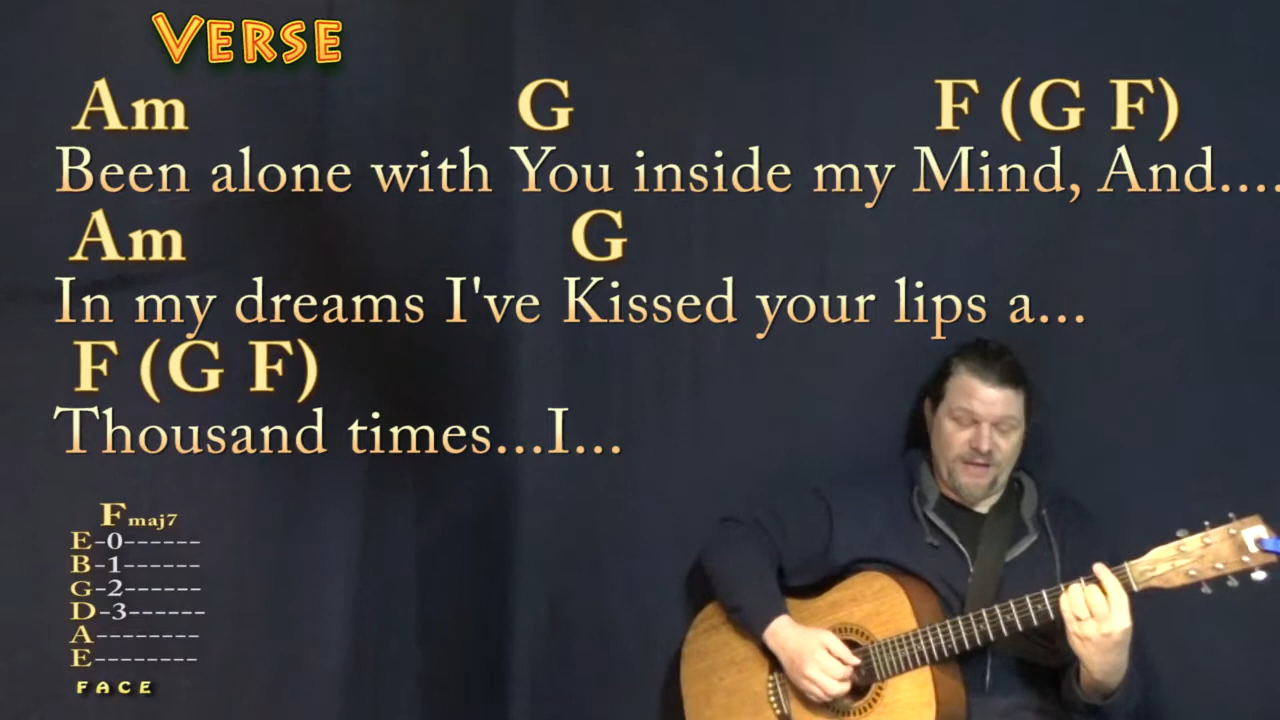 VERSE
Am G F (G F)
Been alone with You inside my Mind, And....
Am G
In my dreams I've Kissed your lips a...
F (G F)
Thousand times...I...
Fmaj7
E-0------
B-1------
G-2------
D-3------
A--------
E--------
FACE